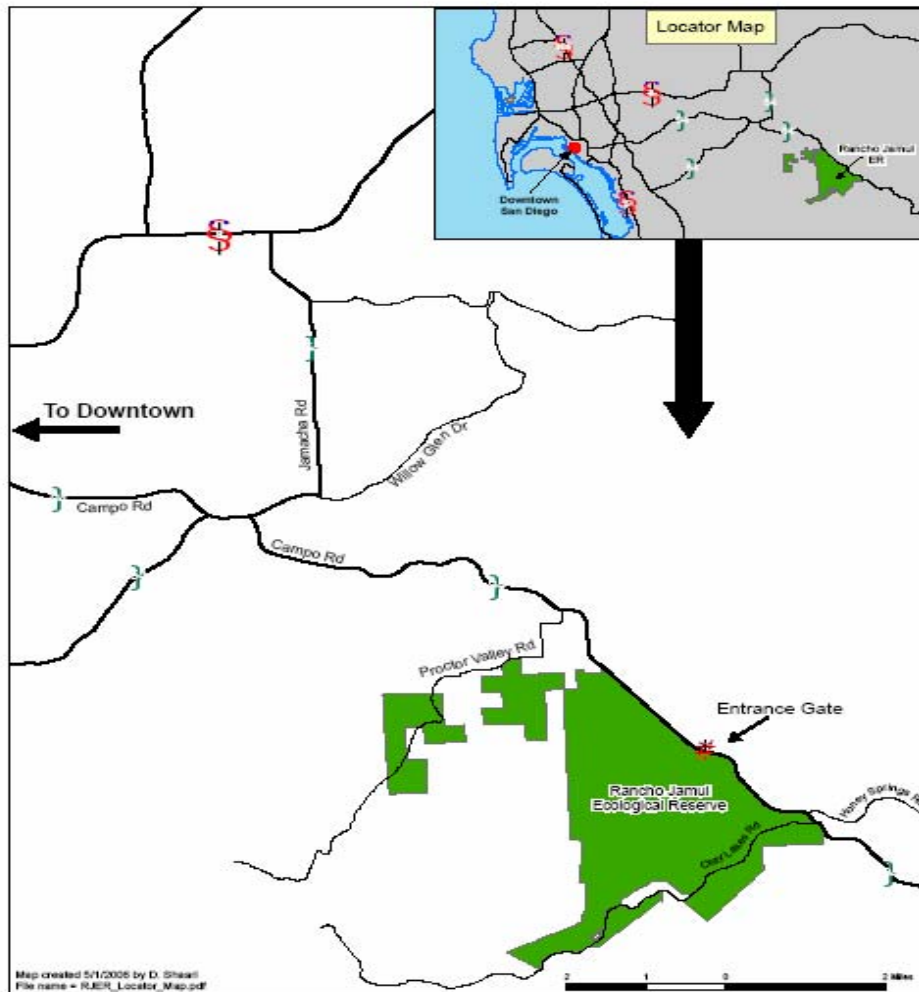 Locator Map
Rancho Jamul
ER
Downtown
San Diego
To Downtown
Jamacha Rd
Willow Glen Dr
Campo Rd
Campo Rd
Proctor Valley Rd
Entrance Gate
Rancho Jamul
Ecological Reserve
Honey Springs R
Otay Lakes Rd
Map created 5/1/2006 by D.
File name = RJER_Locator_Map.pdf
2 1 0 2 Miles